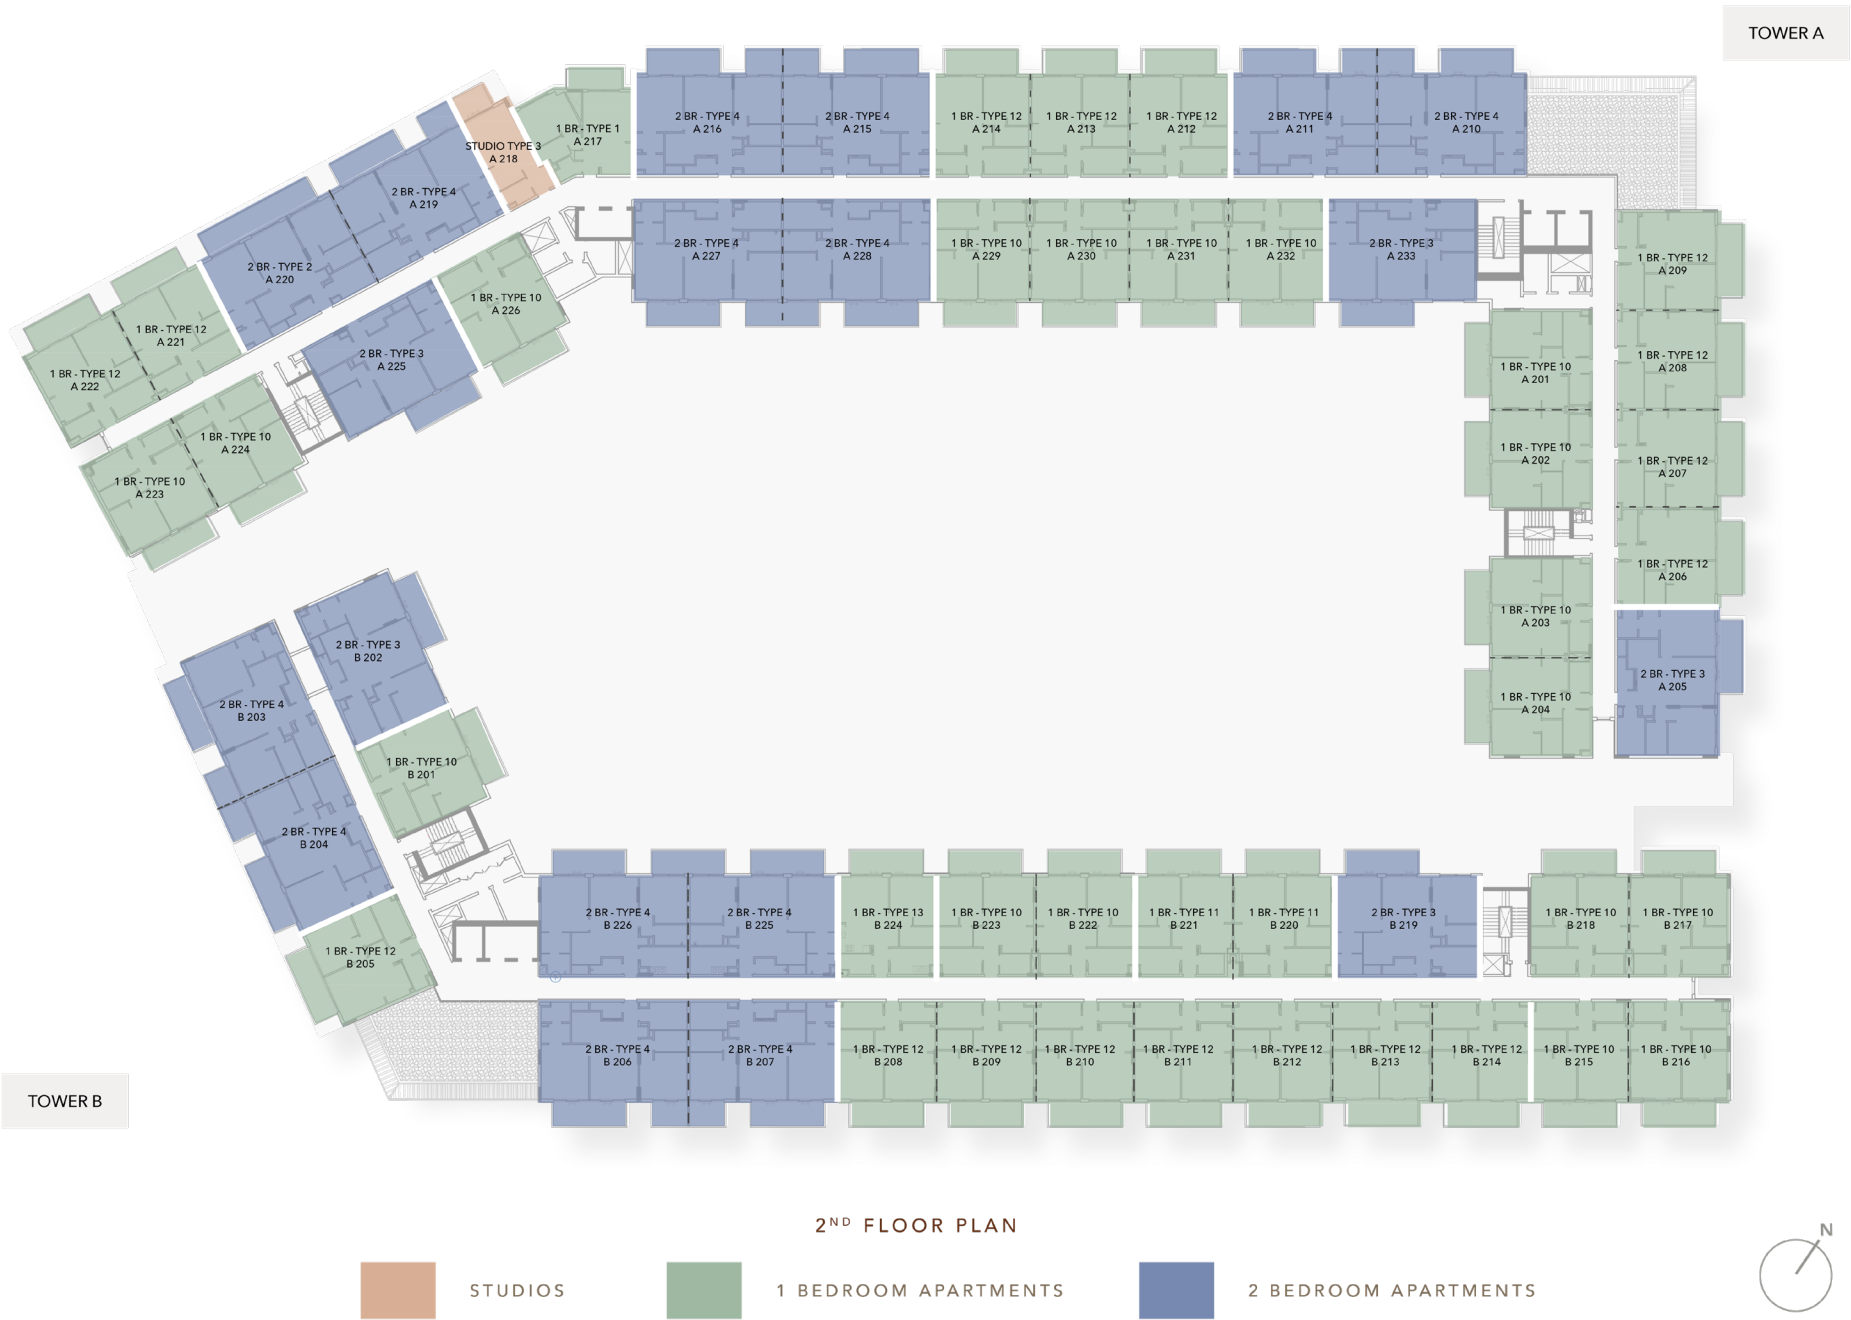 TOWER A
2 BR - TYPE 4
A 216
2 BR - TYPE 4
A 215
1 BR - TYPE 12
A 214
1 BR - TYPE 12
A 213
1 BR - TYPE 12
A 212
2 BR - TYPE 4
A 211
2 BR - TYPE 4
A 210
1 BR - TYPE 1
A 217
STUDIO TYPE 3
A 218
2 BR - TYPE 4
A 219
2 BR - TYPE 2
A 220
1 BR - TYPE 12
A 221
1 BR - TYPE 12
A 222
2 BR - TYPE 4
A 227
2 BR - TYPE 4
A 228
1 BR - TYPE 10
A 229
1 BR - TYPE 10
A 230
1 BR - TYPE 10
A 231
1 BR - TYPE 10
A 232
2 BR - TYPE 3
A 233
1 BR - TYPE 12
A 209
1 BR - TYPE 10
A 226
2 BR - TYPE 3
A 225
1 BR - TYPE 10
A 224
1 BR - TYPE 10
A 223
1 BR - TYPE 10
A 201
1 BR - TYPE 12
A 208
1 BR - TYPE 10
A 202
1 BR - TYPE 12
A 207
1 BR - TYPE 12
A 206
1 BR - TYPE 10
A 203
2 BR - TYPE 3
A 205
1 BR - TYPE 10
A 204
2 BR - TYPE 3
B 202
2 BR - TYPE 4
B 203
1 BR - TYPE 10
B 201
2 BR - TYPE 4
B 204
1 BR - TYPE 12
B 205
2 BR - TYPE 4
B 226
2 BR - TYPE 4
B 225
1 BR - TYPE 13
B 224
1 BR - TYPE 10
B 223
1 BR - TYPE 10
B 222
1 BR - TYPE 11
B 221
1 BR - TYPE 11
B 220
2 BR - TYPE 3
B 219
1 BR - TYPE 10
B 218
1 BR - TYPE 10
B 217
2 BR - TYPE 4
B 206
2 BR - TYPE 4
B 207
1 BR - TYPE 12
B 208
1 BR - TYPE 12
B 209
1 BR - TYPE 12
B 210
1 BR - TYPE 12
B 211
1 BR - TYPE 12
B 212
1 BR - TYPE 12
B 213
1 BR - TYPE 12
B 214
1 BR - TYPE 10
B 215
1 BR - TYPE 10
B 216
TOWER B
2ND FLOOR PLAN
N
STUDIOS
1 BEDROOM APARTMENTS
2 BEDROOM APARTMENTS